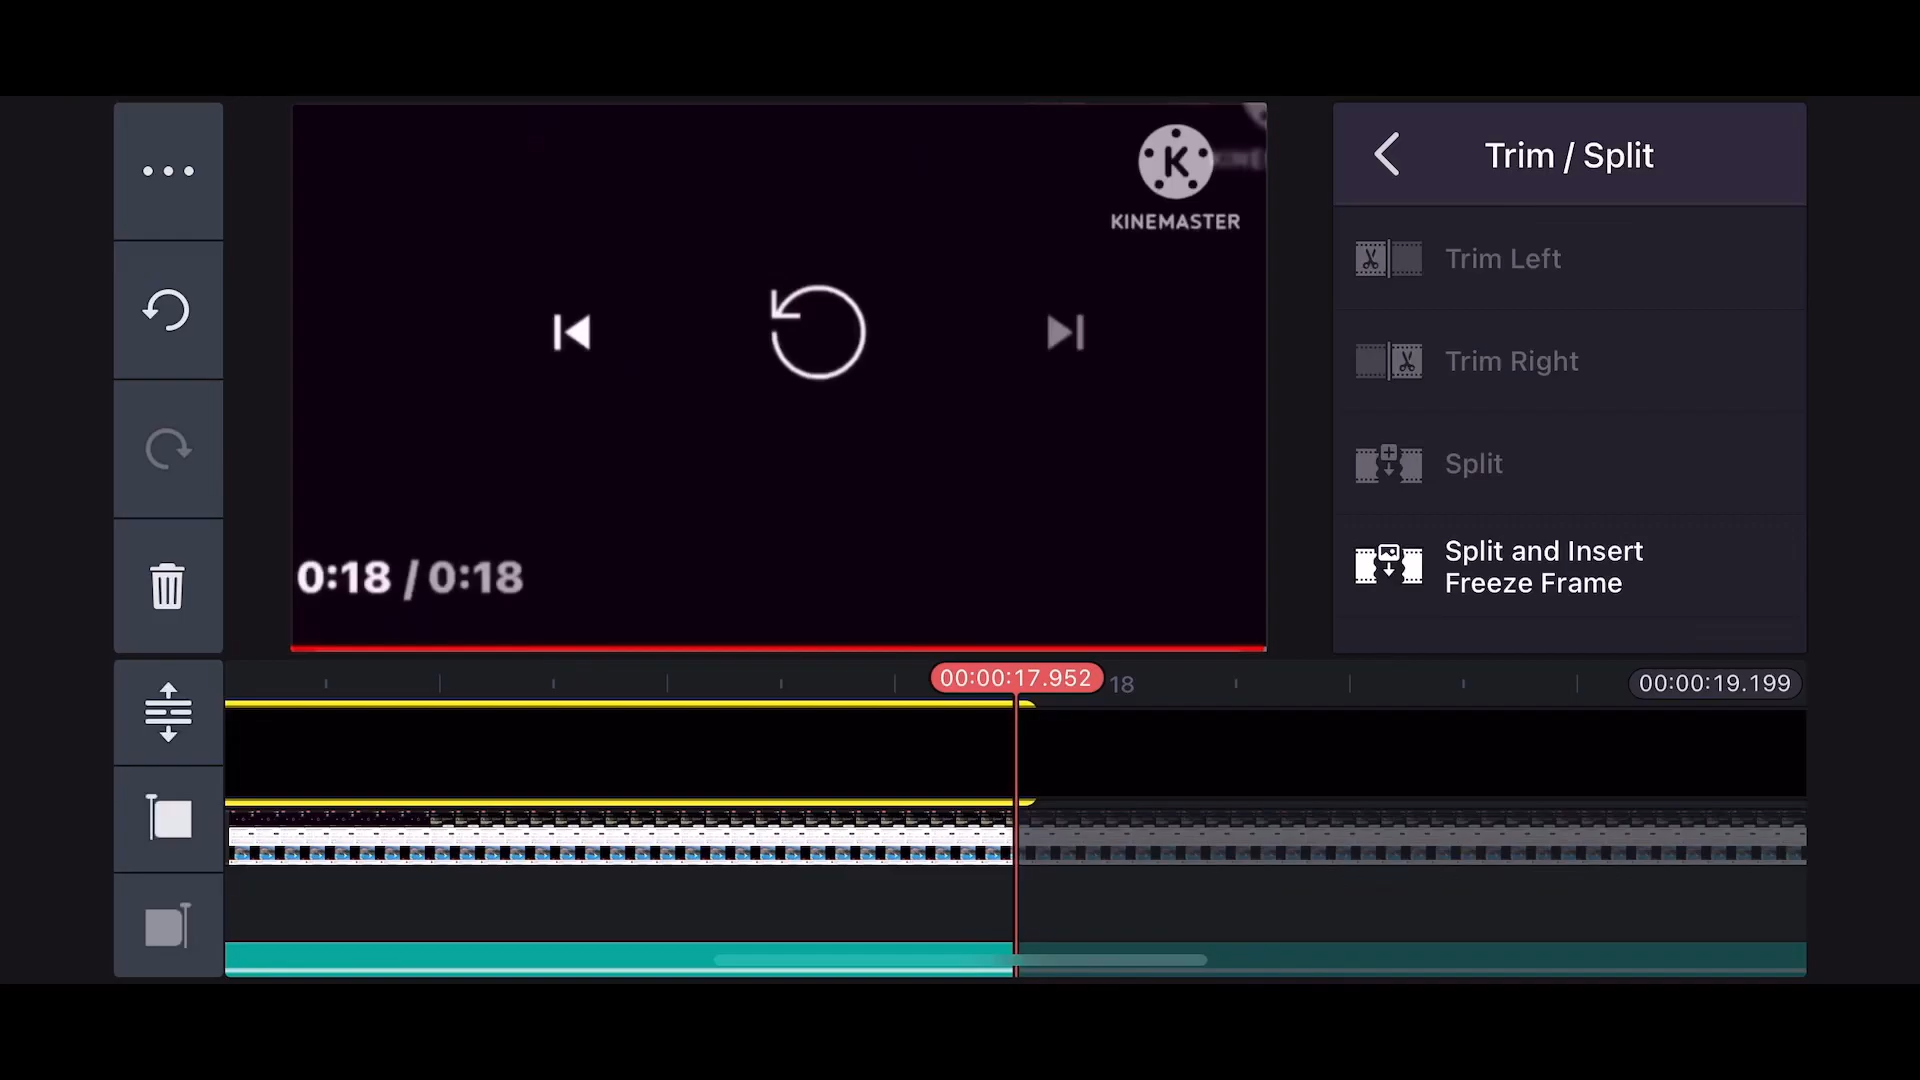 Trim / Split
KINEMASTER
Trim Left
Trim Right
Split
Split and Insert
Freeze Frame
0:18 / 0:18
00:00:17.952
18
00:00:19.199